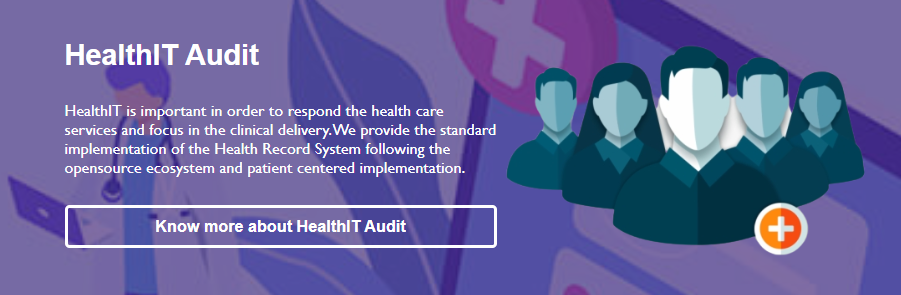 HealthIT Audit
HealthIT is important in order to respond the health care
services and focus in the clinical delivery.We provide the standard
implementation of the Health Record System following the
opensource ecosystem and patient centered implementation.
Know more about HealthIT Audit